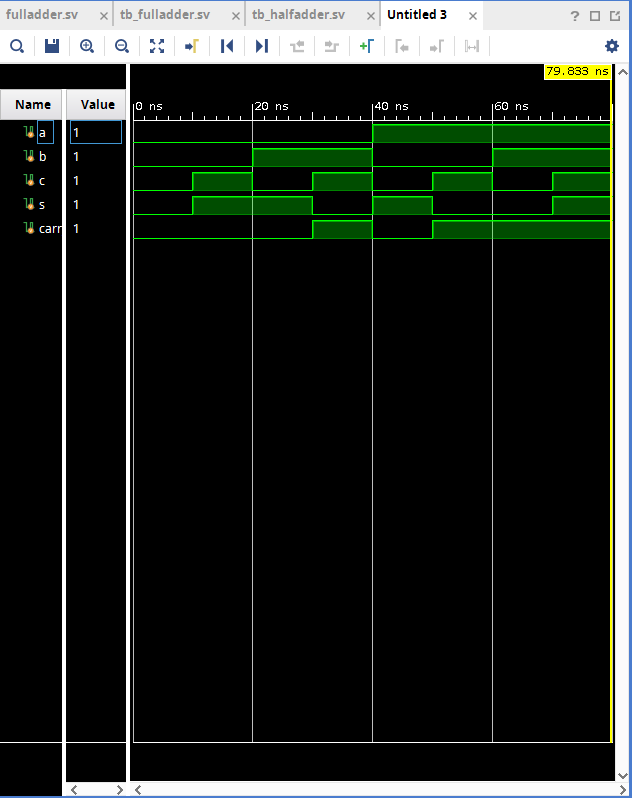 fulladder.sv × tb_fulladder.sv × tb_halfadder.sv × Untitled 3 ×
?
79.833 ns
Name Value
0 ns 20 ns 40 ns 60 ns
a 1
b 1
c 1
s 1
carr 1